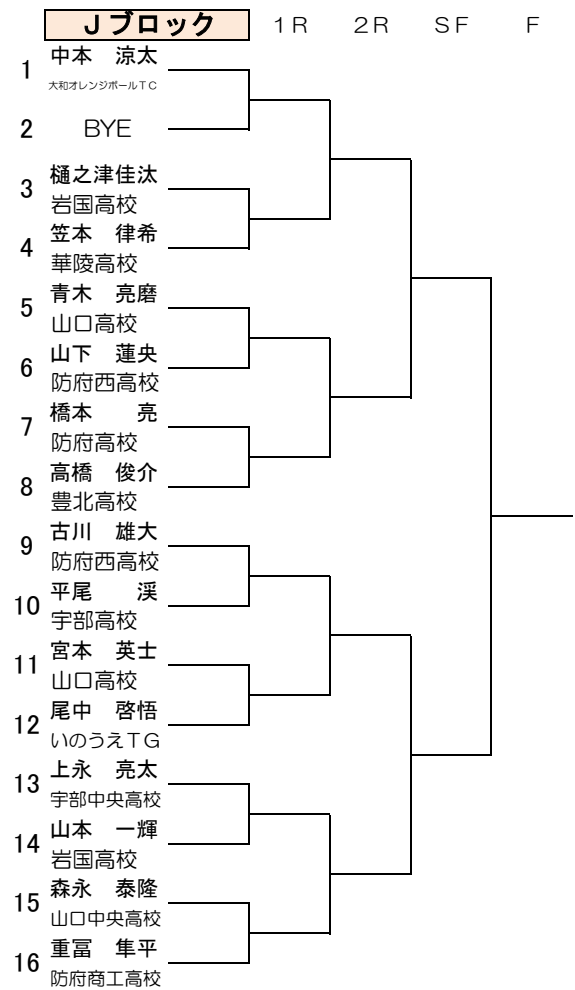 Ｊブロック 1R 2R SF F
1 中本　涼太
大和オレンジボールTC
2 BYE
3 樋之津佳汰
岩国高校
4 笠本　律希
華陵高校
5 青木　亮磨
山口高校
6 山下　蓮央
防府西高校
7 橋本　　亮
防府高校
8 高橋　俊介
豊北高校
9 古川　雄大
防府西高校
10 平尾　　渓
宇部高校
11 宮本　英士
山口高校
12 尾中　啓悟
いのうえTG
13 上永　亮太
宇部中央高校
14 山本　一輝
岩国高校
15 森永　泰隆
山口中央高校
16 重冨　隼平
防府商工高校